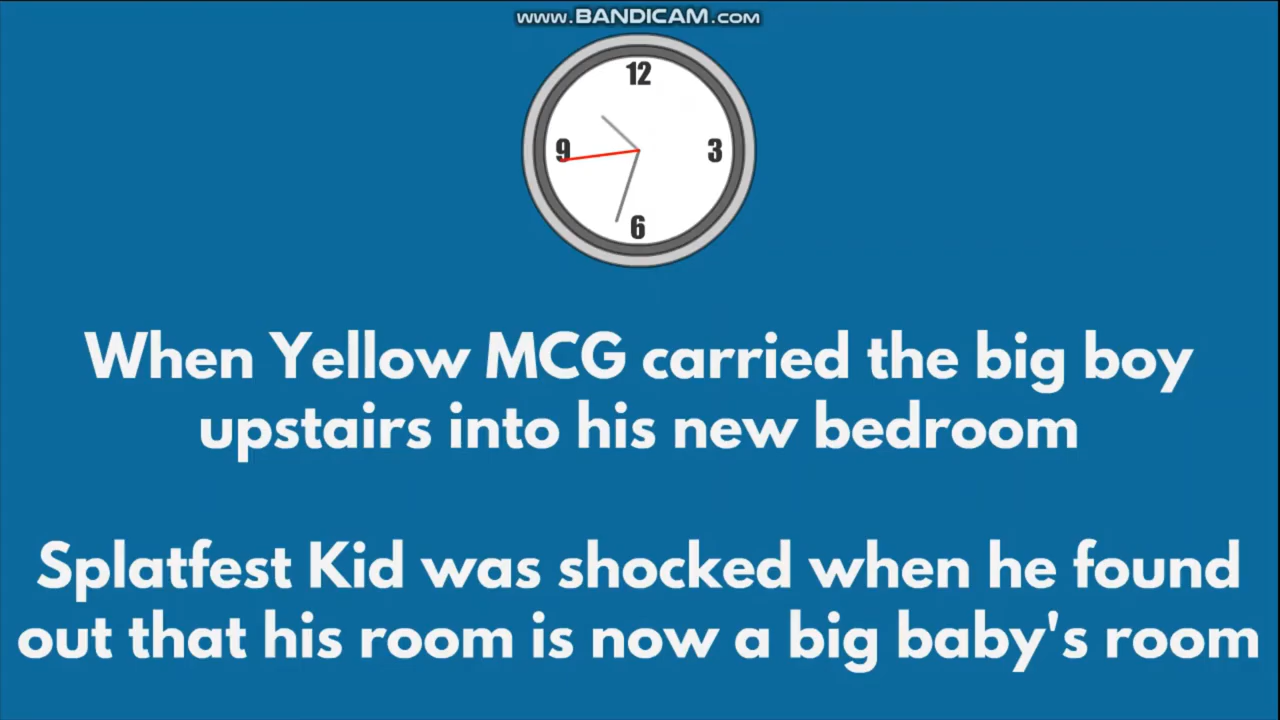 www.BANDICAM.com
12
9
3
6
When Yellow MCG carried the big boy
upstairs into his new bedroom
Splatfest Kid was shocked when he found
out that his room is now a big baby's room